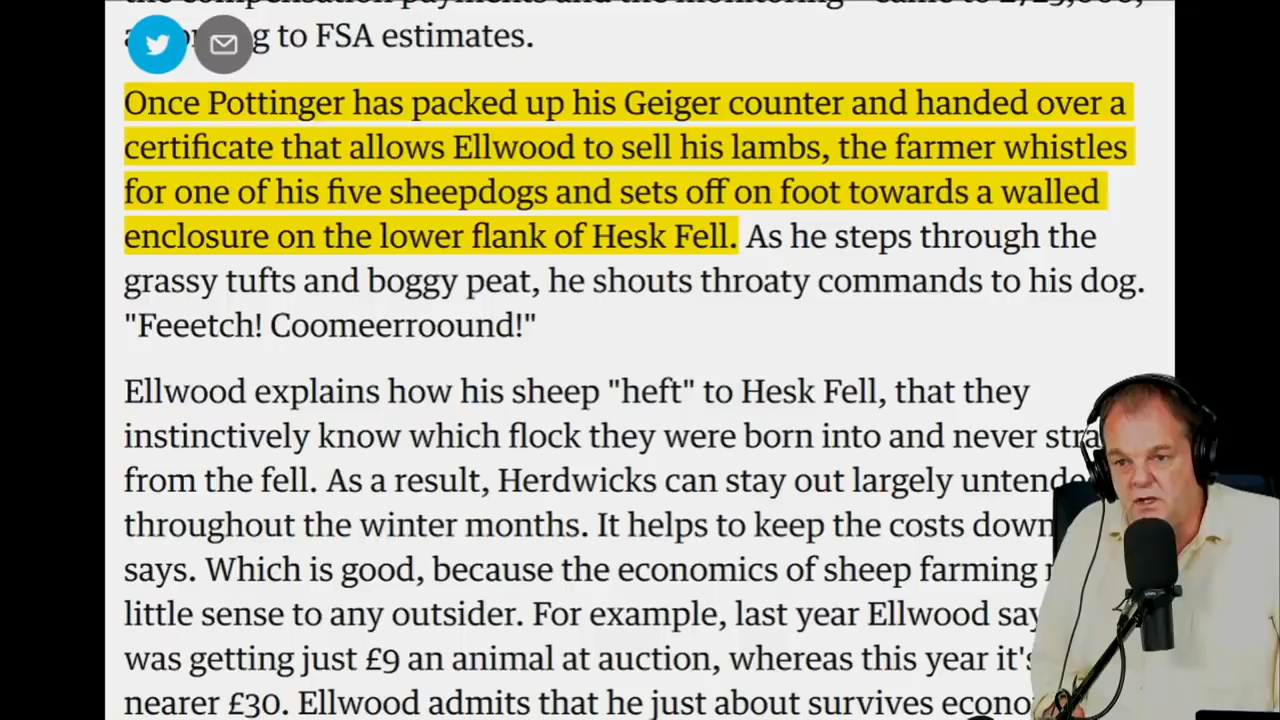 to FSA estimates.
Once Pottinger has packed up his Geiger counter and handed over a
certificate that allows Ellwood to sell his lambs, the farmer whistles
for one of his five sheepdogs and sets off on foot towards a walled
enclosure on the lower flank of Hesk Fell. As he steps through the
grassy tufts and boggy peat, he shouts throaty commands to his dog.
"Feeetch! Coomeerroound!"
Ellwood explains how his sheep "heft" to Hesk Fell, that they
instinctively know which flock they were born into and never
from the fell. As a result, Herdwicks can stay out largely
throughout the winter months. It helps to keep the costs down
says. Which is good, because the economics of sheep farming
little sense to any outsider. For example, last year Ellwood
was getting just £9 an animal at auction, whereas this year it's
nearer £30. Ellwood admits that he just about survives